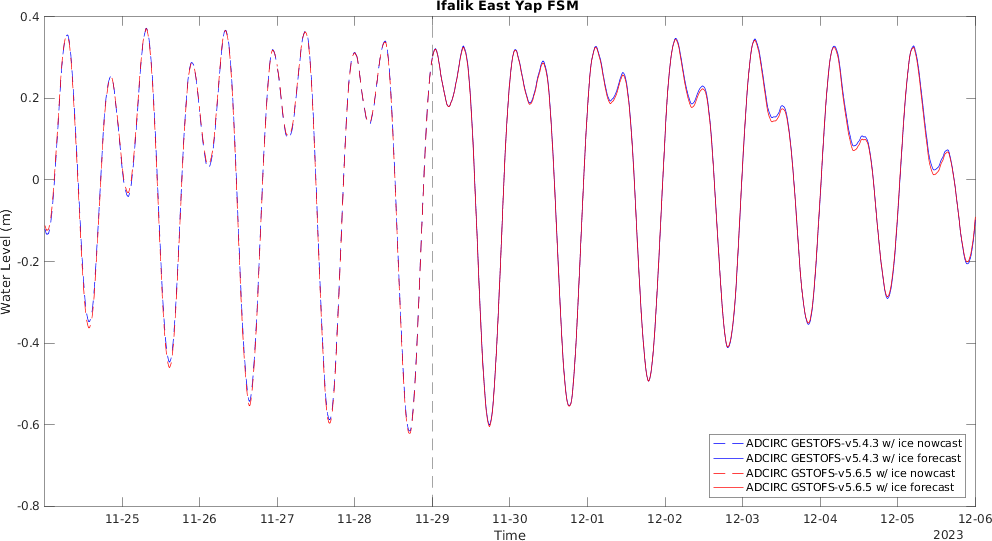 Ifalik East Yap FSM
0.4
0.2
0
-0.2
-0.4
-0.6
-0.8
Water Level (m)
ADCIRC GESTOFS-v5.4.3 w/ ice nowcast
ADCIRC GESTOFS-v5.4.3 w/ ice forecast
ADCIRC GSTOFS-v5.6.5 w/ ice nowcast
ADCIRC GSTOFS-v5.6.5 w/ ice forecast
11-25 11-26 11-27 11-28 11-29 11-30 12-01 12-02 12-03 12-04 12-05 12-06
Time
2023